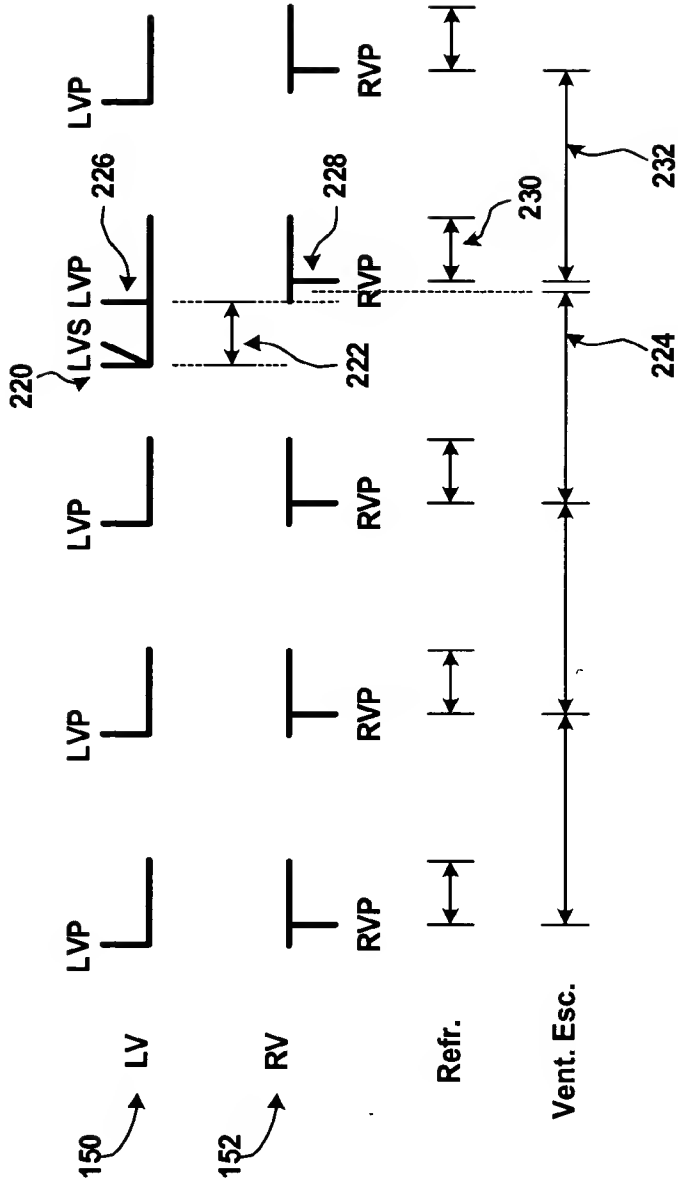 220
226
LVP LVP LVP LVS LVP LVP
150 LV
222
228
152 RV
RVP RVP RVP RVP RVP
230
Refr.
Vent. Esc.
224
232